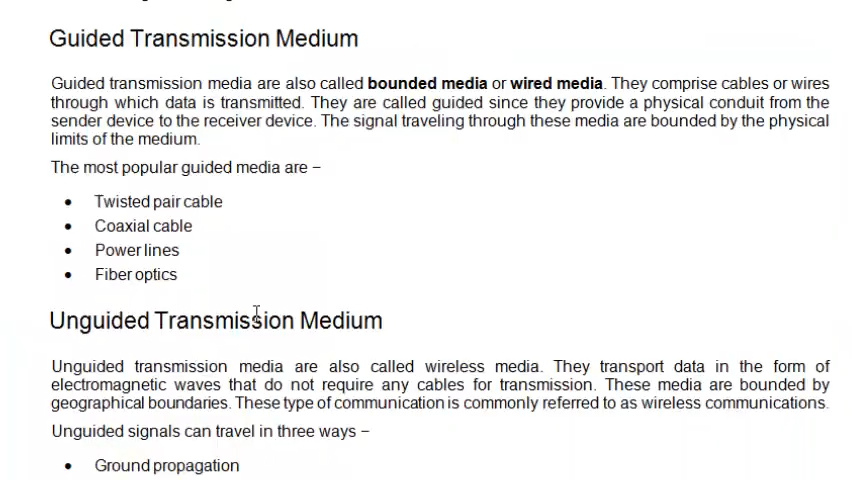 Guided Transmission Medium
Guided transmission media are also called bounded media or wired media. They comprise cables or wires
through which data is transmitted. They are called guided since they provide a physical conduit from the
sender device to the receiver device. The signal traveling through these media are bounded by the physical
limits of the medium.
The most popular guided media are –
• Twisted pair cable
• Coaxial cable
• Power lines
• Fiber optics
Unguided Transmission Medium
Unguided transmission media are also called wireless media. They transport data in the form of
electromagnetic waves that do not require any cables for transmission. These media are bounded by
geographical boundaries. These type of communication is commonly referred to as wireless communications.
Unguided signals can travel in three ways –
• Ground propagation